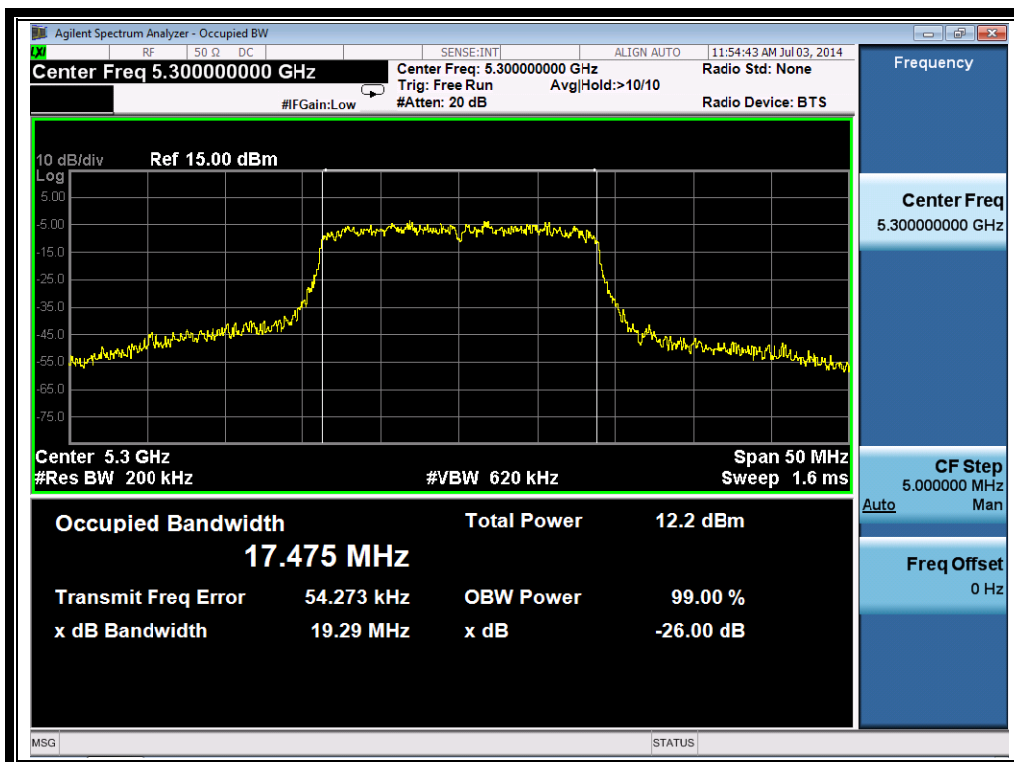 Agilent Spectrum Analyzer - Occupied BW
LXI RF 50 Ω DC SENSE:INT ALIGN AUTO 11:54:43 AM Jul 03, 2014
Center Freq 5.300000000 GHz
#IFGain:Low
Center Freq: 5.300000000 GHz
Trig: Free Run Avg|Hold:>10/10
#Atten: 20 dB
Radio Std: None
Radio Device: BTS
10 dB/div Ref 15.00 dBm
Log
5.00
-5.00
-15.0
-25.0
-35.0
-45.0
-55.0
-65.0
-75.0
Center 5.3 GHz Span 50 MHz
#Res BW 200 kHz #VBW 620 kHz Sweep 1.6 ms
Occupied Bandwidth Total Power 12.2 dBm
17.475 MHz
Transmit Freq Error 54.273 kHz OBW Power 99.00 %
x dB Bandwidth 19.29 MHz x dB -26.00 dB
Frequency
Center Freq
5.300000000 GHz
CF Step
5.000000 MHz
Auto Man
Freq Offset
0 Hz
MSG STATUS